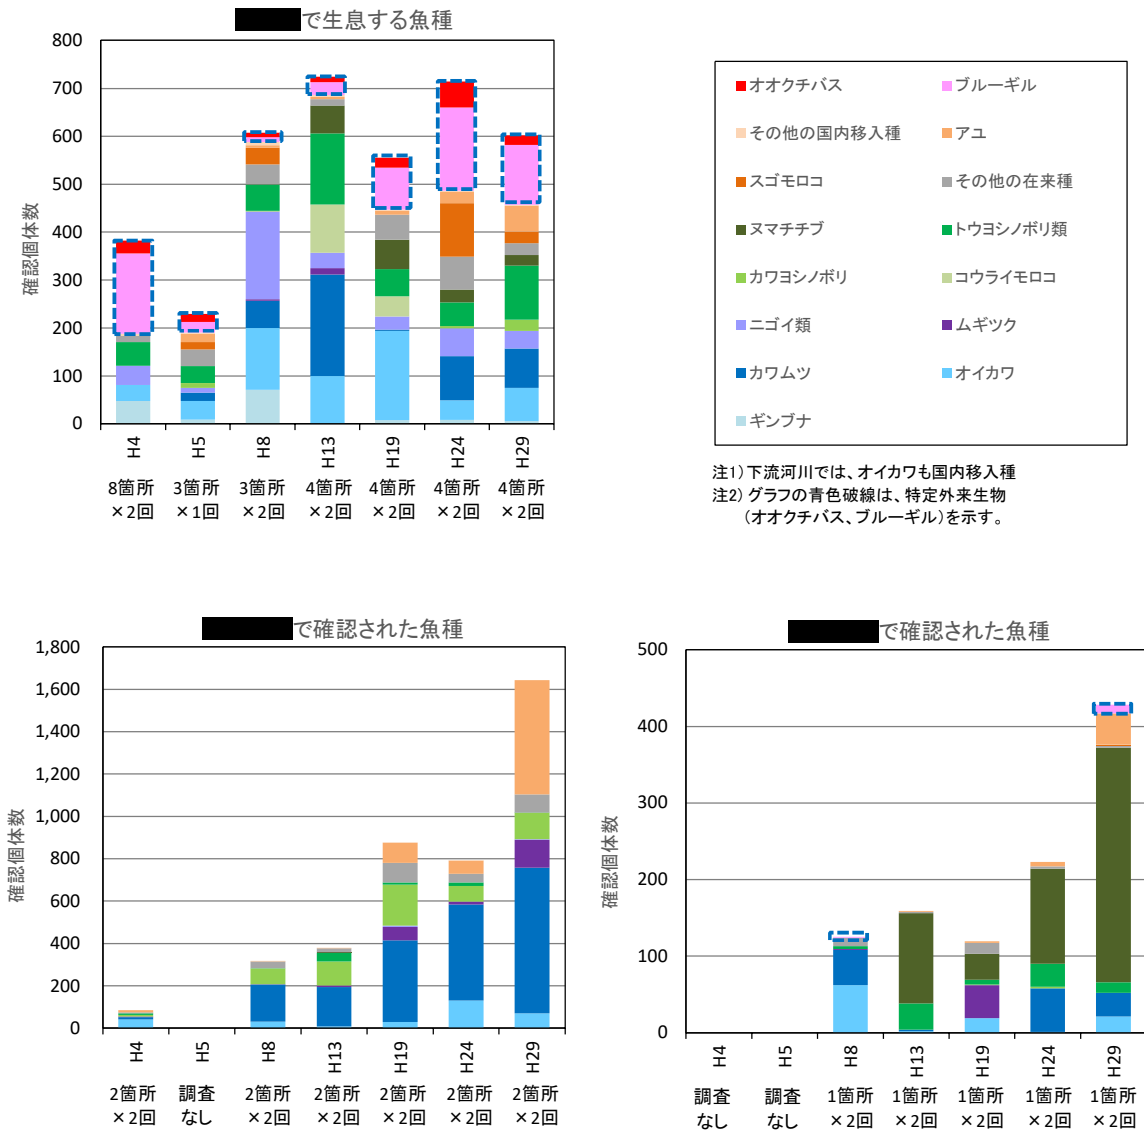 で生息する魚種
800
700
600
500
400
300
200
100
0
確認個体数
H4
H5
H8
H13
H19
H24
H29
8箇所 3箇所 3箇所 4箇所 4箇所 4箇所 4箇所
×2回 ×1回 ×2回 ×2回 ×2回 ×2回 ×2回
オオクチバス ブルーギル
その他の国内移入種 アユ
スゴモロコ その他の在来種
ヌマチチブ トウヨシノボリ類
カワヨシノボリ コウライモロコ
ニゴイ類 ムギツク
カワムツ オイカワ
ギンブナ
注1) 下流河川では、オイカワも国内移入種
注2) グラフの青色破線は、特定外来生物
(オオクチバス、ブルーギル)を示す。
で確認された魚種
1,800
1,600
1,400
1,200
1,000
800
600
400
200
0
確認個体数
H4
H5
H8
H13
H19
H24
H29
2箇所 調査 2箇所 2箇所 2箇所 2箇所 2箇所
×2回 なし ×2回 ×2回 ×2回 ×2回 ×2回
で確認された魚種
500
400
300
200
100
0
確認個体数
H4
H5
H8
H13
H19
H24
H29
調査 調査 1箇所 1箇所 1箇所 1箇所 1箇所
なし なし ×2回 ×2回 ×2回 ×2回 ×2回